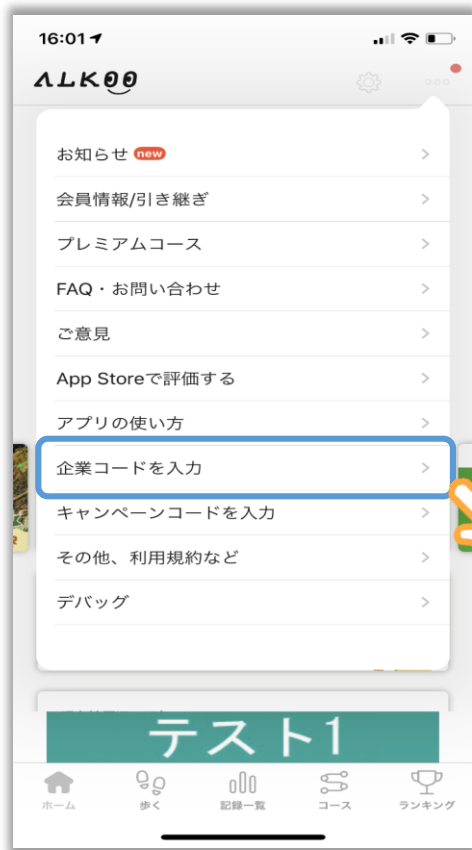 16:01
ALKOO
お知らせ new
会員情報/引き継ぎ
プレミアムコース
FAQ・お問い合わせ
ご意見
App Storeで評価する
アプリの使い方
企業コードを入力
キャンペーンコードを入力
その他、利用規約など
デバッグ
テスト1
ホーム 歩く 記録一覧 コース ランキング